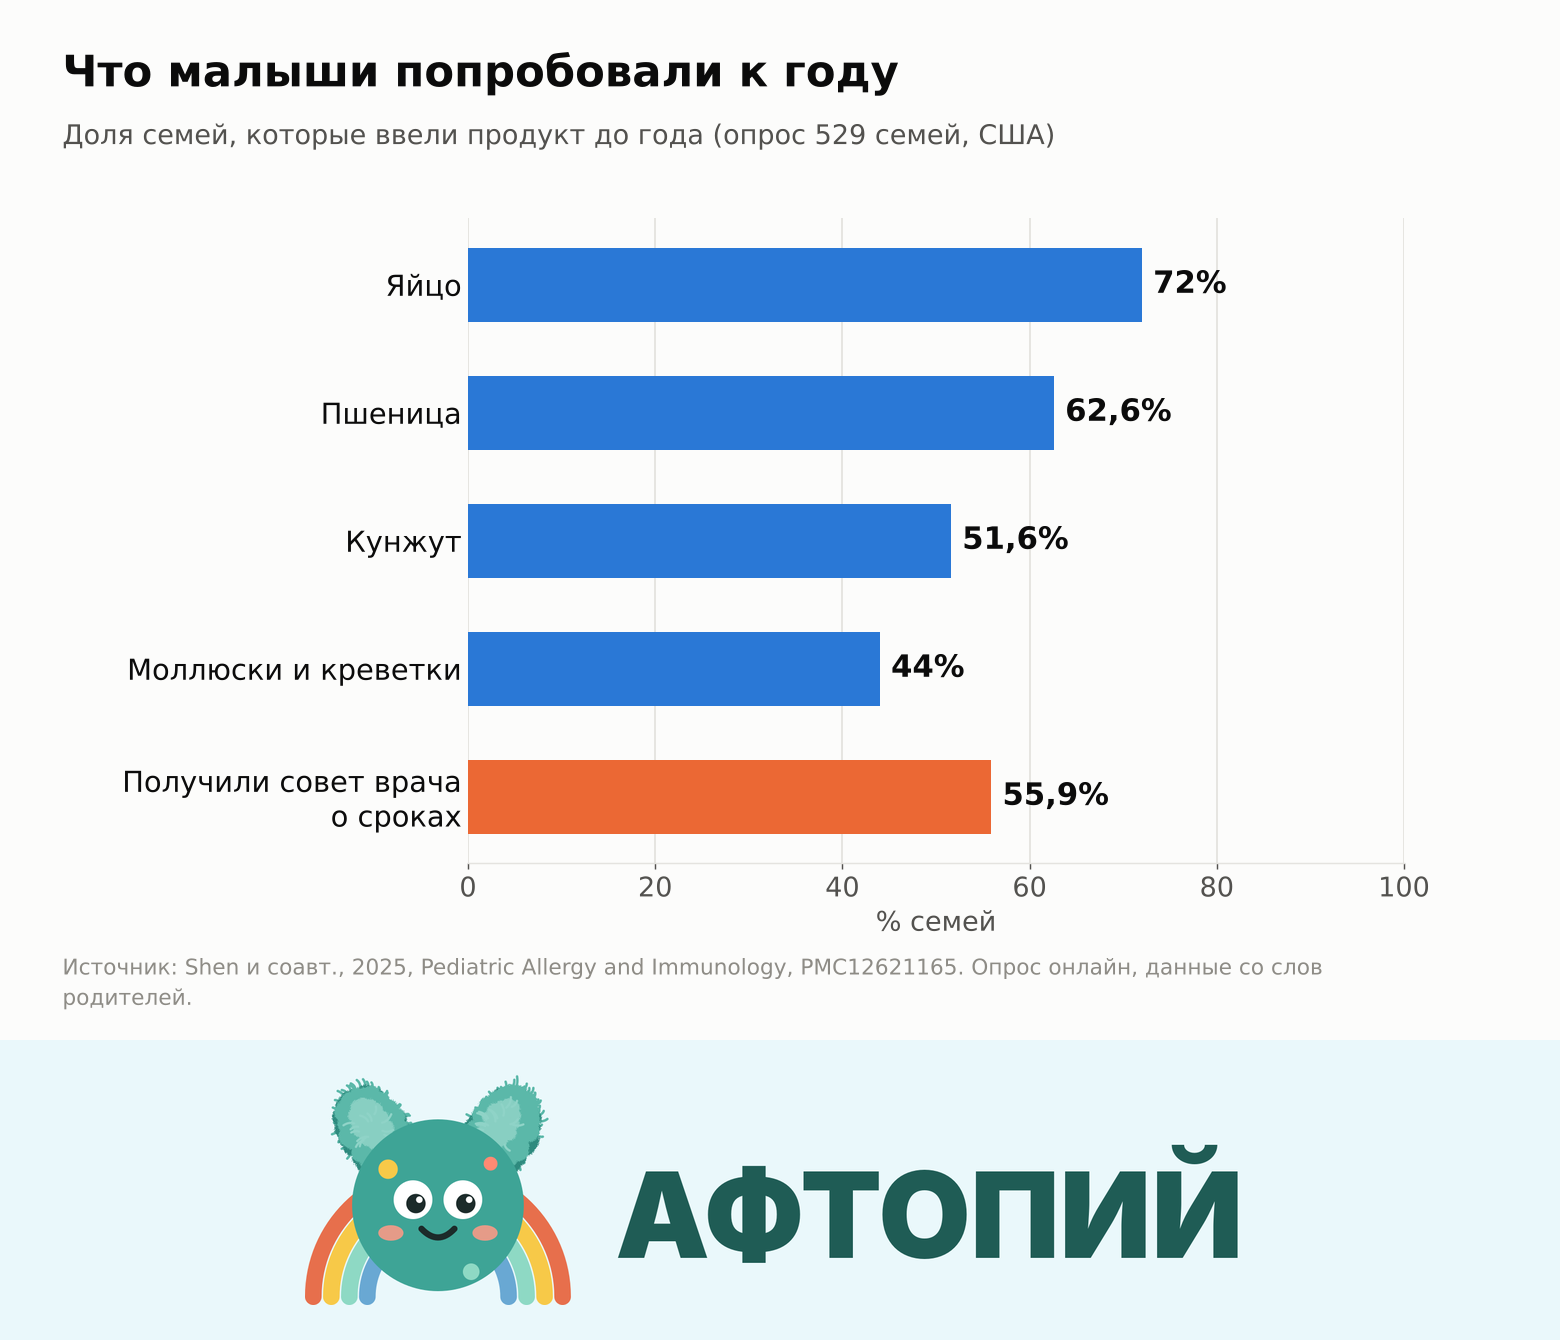 Что малыши попробовали к году
Доля семей, которые ввели продукт до года (опрос 529 семей, США)
Яйцо
72%
Пшеница
62,6%
Кунжут
51,6%
Моллюски и креветки
44%
Получили совет врача
о сроках
55,9%
0 20 40 60 80 100
% семей
Источник: Shen и соавт., 2025, Pediatric Allergy and Immunology, PMC12621165. Опрос онлайн, данные со слов
родителей.
АФТОПИЙ